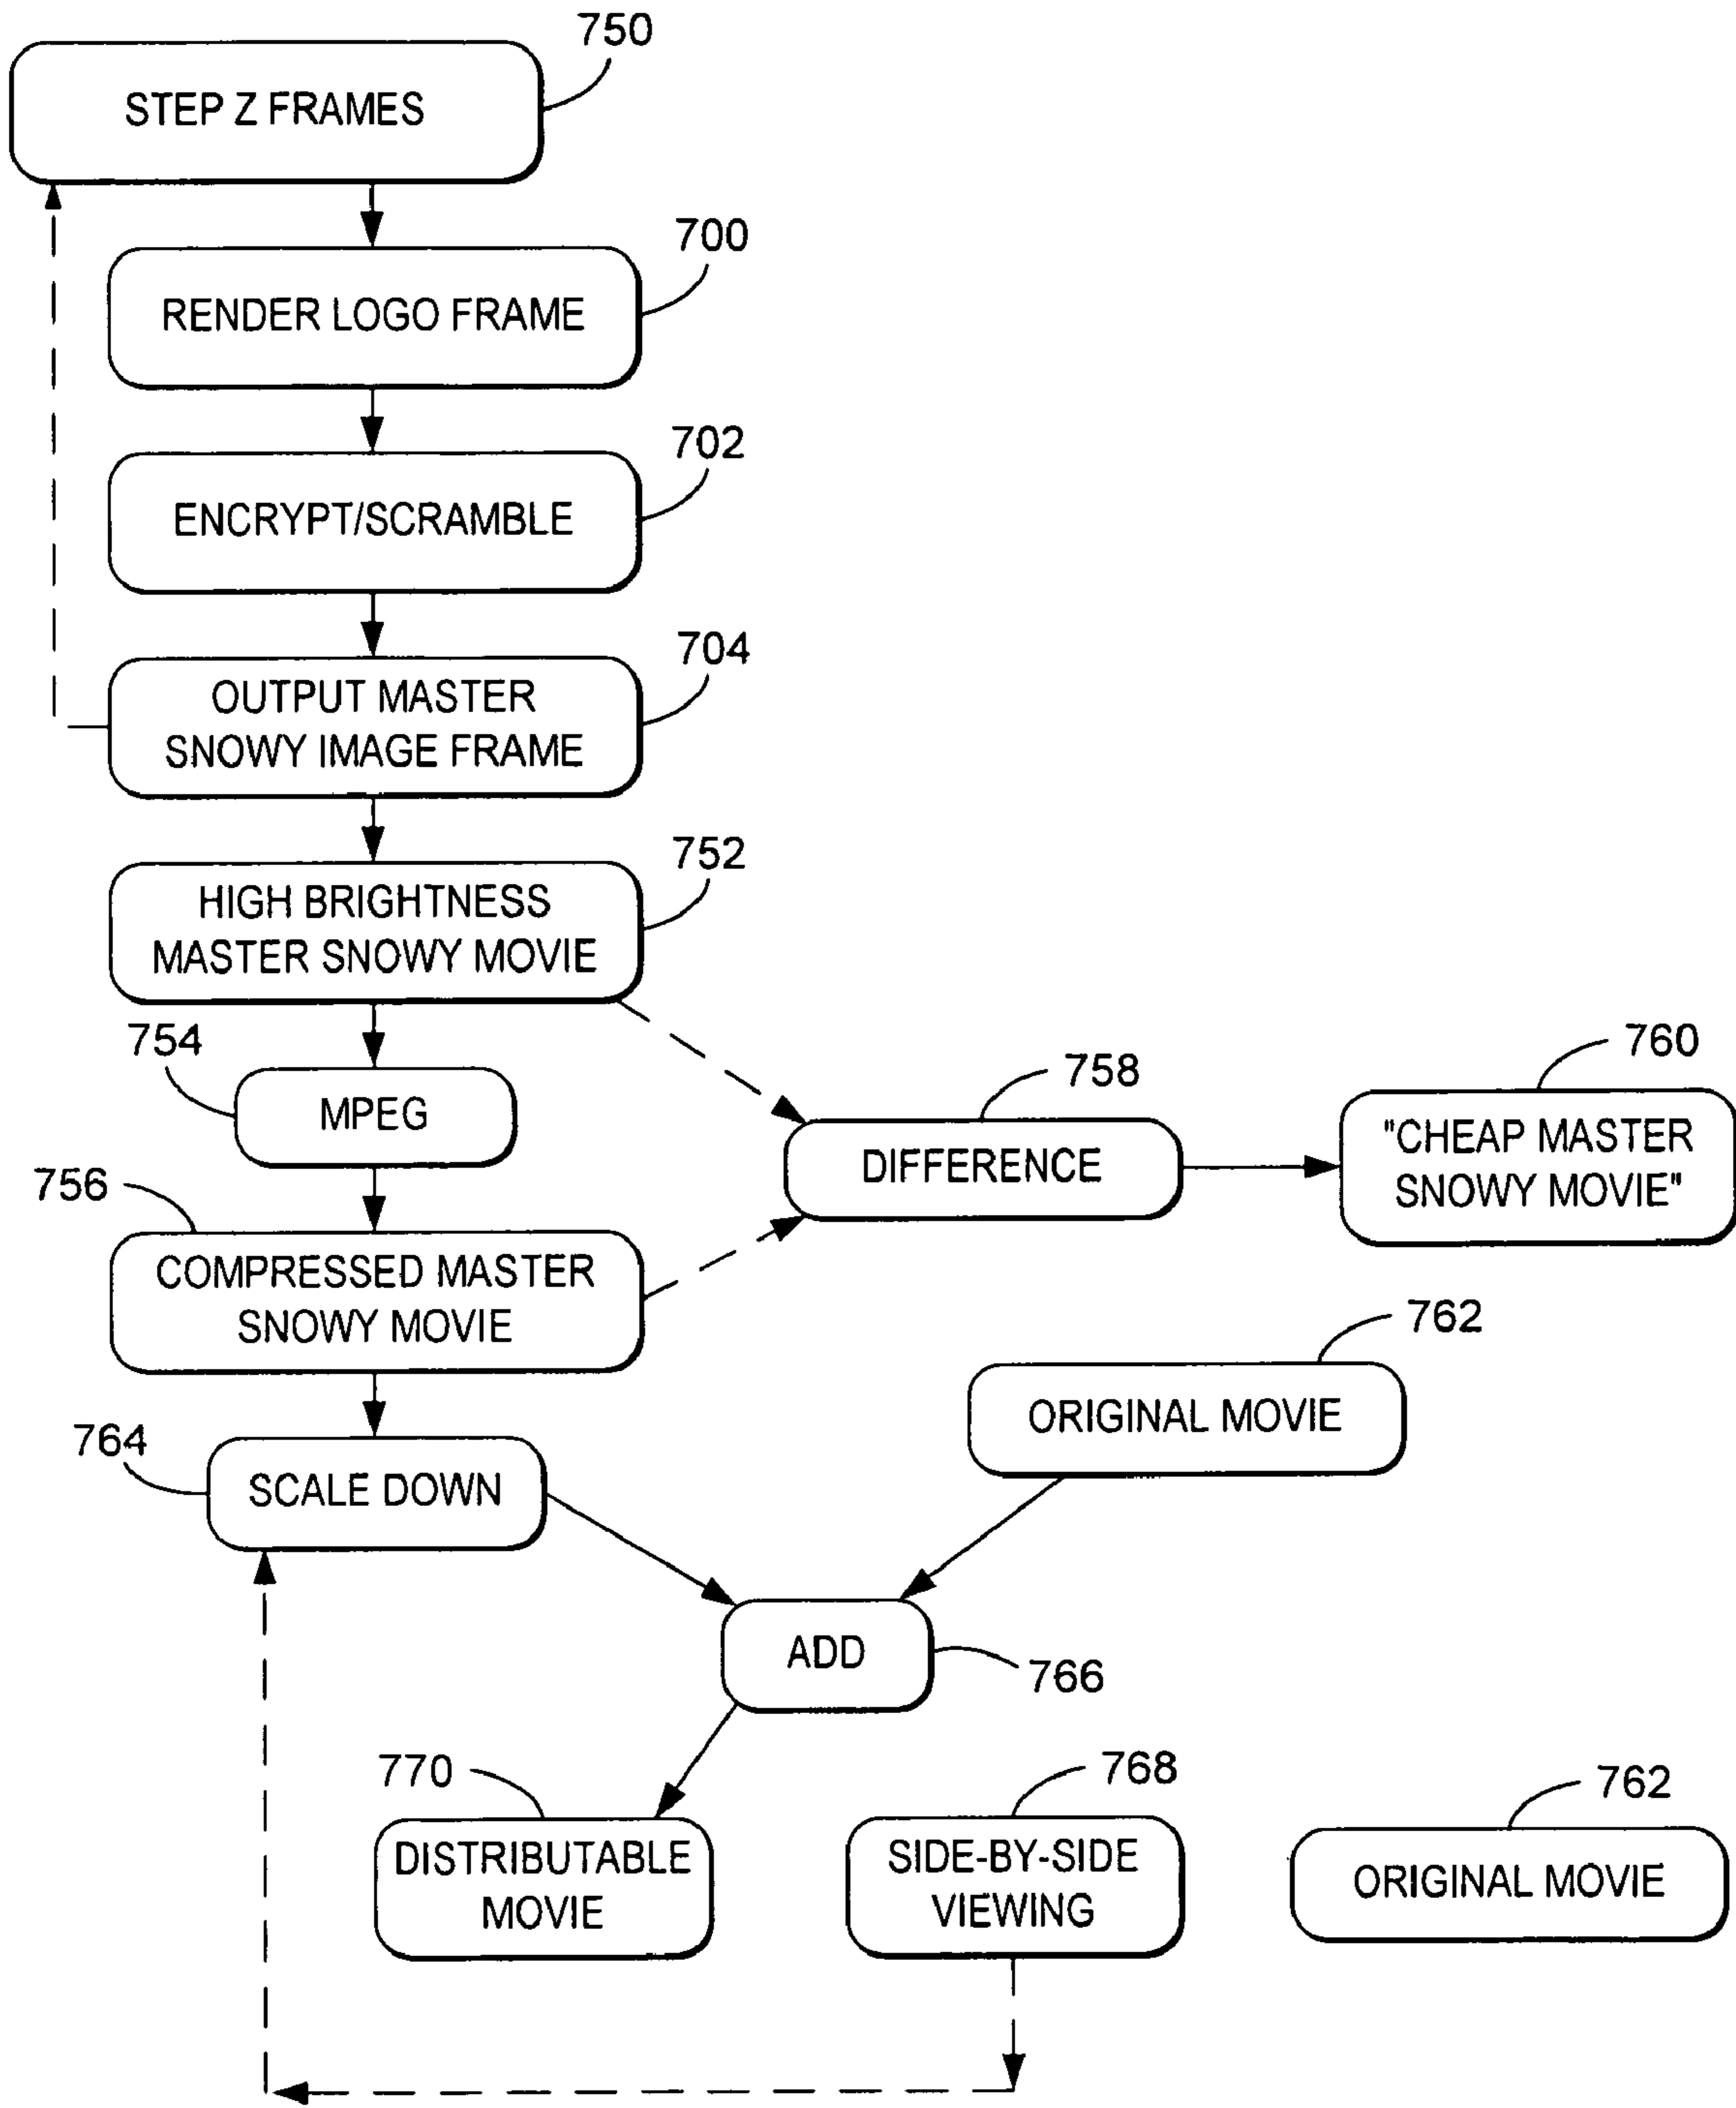 750
STEP Z FRAMES
700
RENDER LOGO FRAME
702
ENCRYPT/SCRAMBLE
704
OUTPUT MASTER
SNOWY IMAGE FRAME
752
HIGH BRIGHTNESS
MASTER SNOWY MOVIE
754
MPEG
758
DIFFERENCE
760
"CHEAP MASTER
SNOWY MOVIE"
756
COMPRESSED MASTER
SNOWY MOVIE
762
ORIGINAL MOVIE
764
SCALE DOWN
ADD
766
770
DISTRIBUTABLE
MOVIE
768
SIDE-BY-SIDE
VIEWING
762
ORIGINAL MOVIE